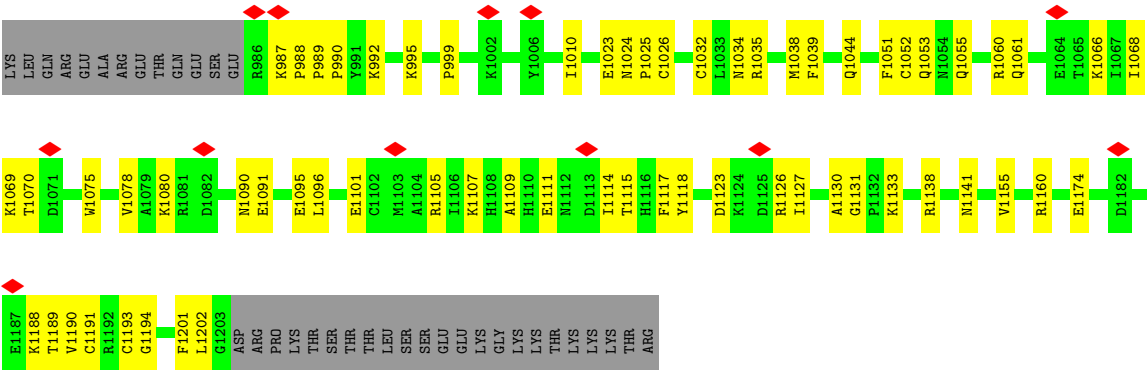 LYS LEU GLN ARG GLU ALA ARG GLU THR GLN GLU SER GLU R986 K987 P988 P989 P990 Y991 K992 K995 P999 K1002 Y1006 I1010 E1023 N1024 P1025 C1026 C1032 L1033 N1034 R1035 M1038 F1039 Q1044 F1051 C1052 Q1053 N1054 Q1055 R1060 Q1061 E1064 T1065 K1066 I1067 I1068
K1069 T1070 D1071 W1075 V1078 A1079 K1080 R1081 D1082 N1090 E1091 E1095 L1096 E1101 C1102 M1103 A1104 R1105 I1106 K1107 H1108 A1109 H1110 E1111 N1112 D1113 I1114 T1115 H1116 F1117 Y1118 D1123 K1124 D1125 R1126 I1127 A1130 G1131 P1132 K1133 R1138 N1141 V1155 R1160 E1174 D1182
E1187 K1188 T1189 V1190 C1191 R1192 C1193 G1194 F1201 L1202 G1203 ASP ARG PRO LYS THR SER THR THR LEU SER SER GLU GLU LYS GLY LYS LYS THR LYS LYS LYS THR ARG